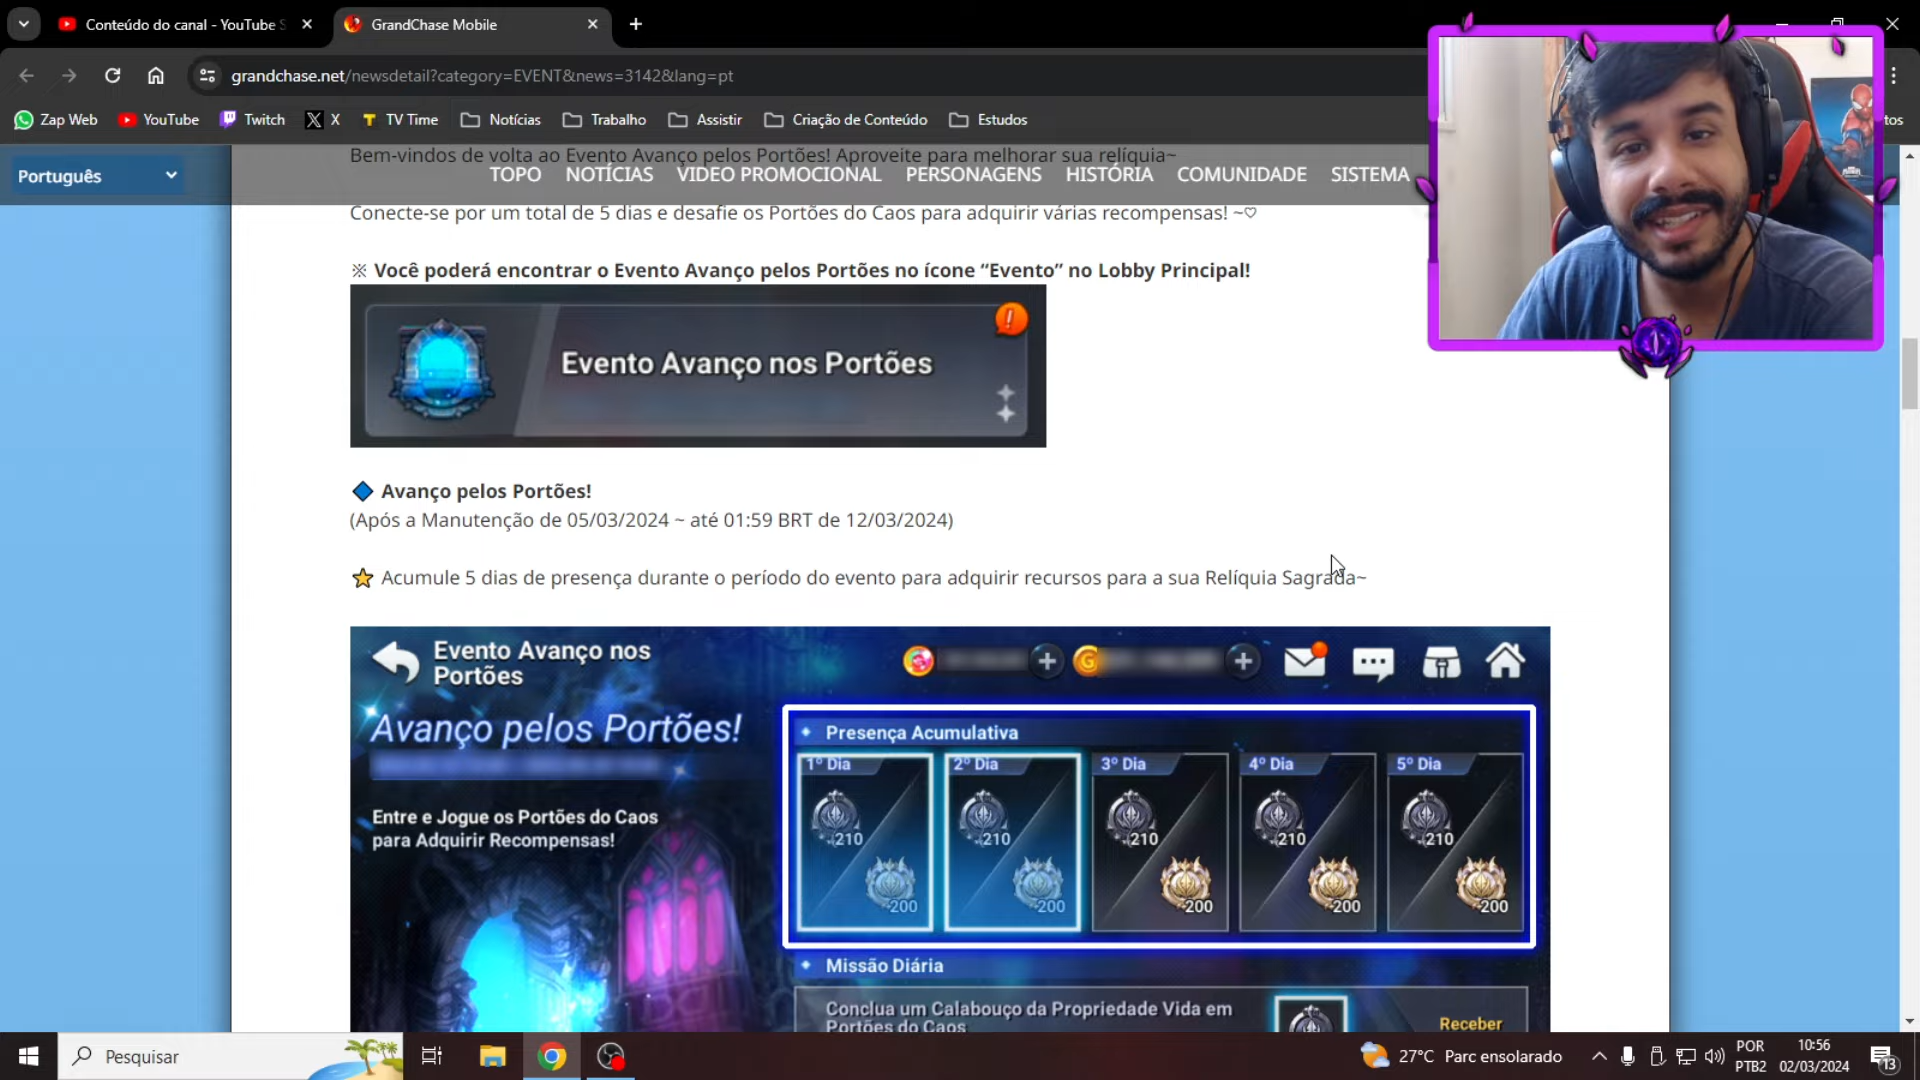 Conteúdo do canal - YouTube S
GrandChase Mobile
grandchase.net/newsdetail?category=EVENT&news=3142&lang=pt
Zap Web
YouTube
Twitch
X
TV Time
Notícias
Trabalho
Assistir
Criação de Conteúdo
Estudos
tos
Português
Bem-vindos de volta ao Evento Avanço pelos Portões! Aproveite para melhorar sua relíquia~
TOPO NOTÍCIAS VIDEO PROMOCIONAL PERSONAGENS HISTÓRIA COMUNIDADE SISTEMA
Conecte-se por um total de 5 dias e desafie os Portões do Caos para adquirir várias recompensas! ~♡
※ Você poderá encontrar o Evento Avanço pelos Portões no ícone “Evento” no Lobby Principal!
Evento Avanço nos Portões
Avanço pelos Portões!
(Após a Manutenção de 05/03/2024 ~ até 01:59 BRT de 12/03/2024)
Acumule 5 dias de presença durante o período do evento para adquirir recursos para a sua Relíquia Sagrada~
Evento Avanço nos
Portões
Avanço pelos Portões!
Entre e Jogue os Portões do Caos
para Adquirir Recompensas!
Presença Acumulativa
1º Dia 2º Dia 3º Dia 4º Dia 5º Dia
210 210 210 210 210
200 200 200 200 200
Missão Diária
Conclua um Calabouço da Propriedade Vida em
Portões do Caos
Receber
Pesquisar
27°C Parc ensolarado
POR
PTB2
10:56
02/03/2024
13